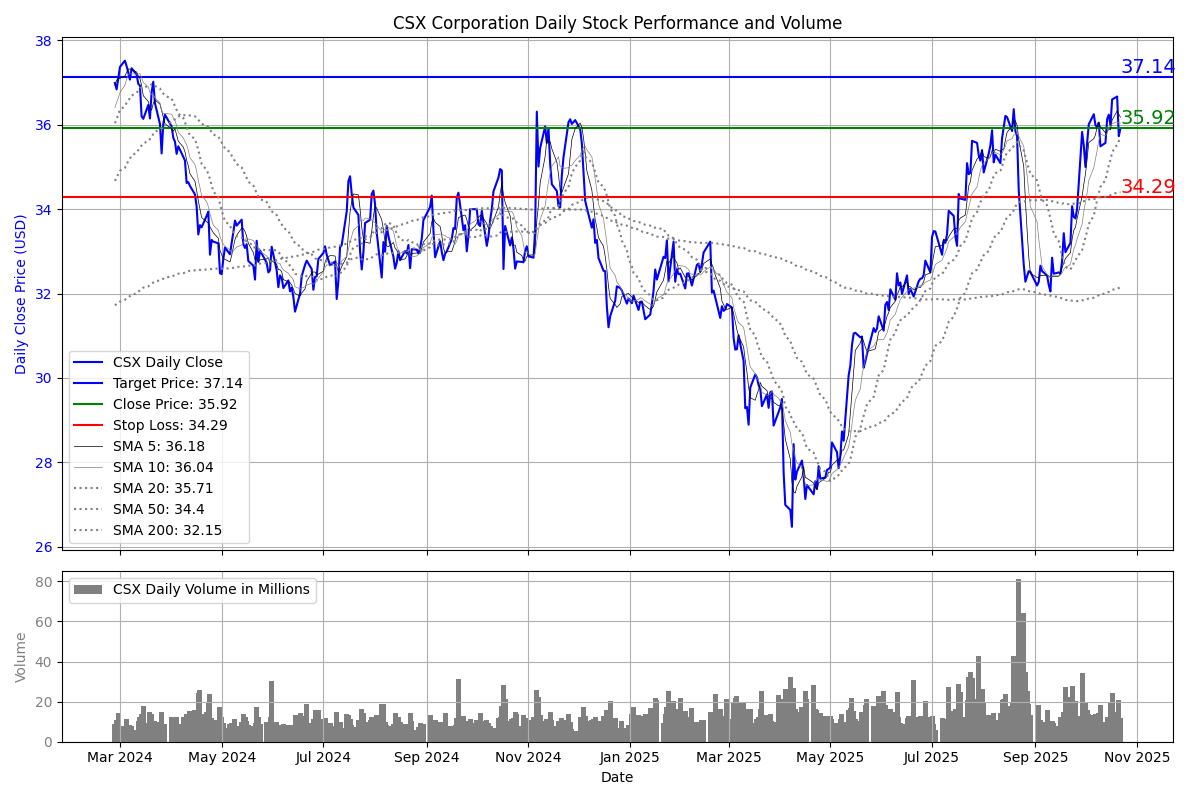 CSX Corporation Daily Stock Performance and Volume
38
36
34
32
30
28
26
Daily Close Price (USD)
37.14
35.92
34.29
CSX Daily Close
Target Price: 37.14
Close Price: 35.92
Stop Loss: 34.29
SMA 5: 36.18
SMA 10: 36.04
SMA 20: 35.71
SMA 50: 34.4
SMA 200: 32.15
80
60
40
20
0
Volume
CSX Daily Volume in Millions
Mar 2024 May 2024 Jul 2024 Sep 2024 Nov 2024 Jan 2025 Mar 2025 May 2025 Jul 2025 Sep 2025 Nov 2025
Date